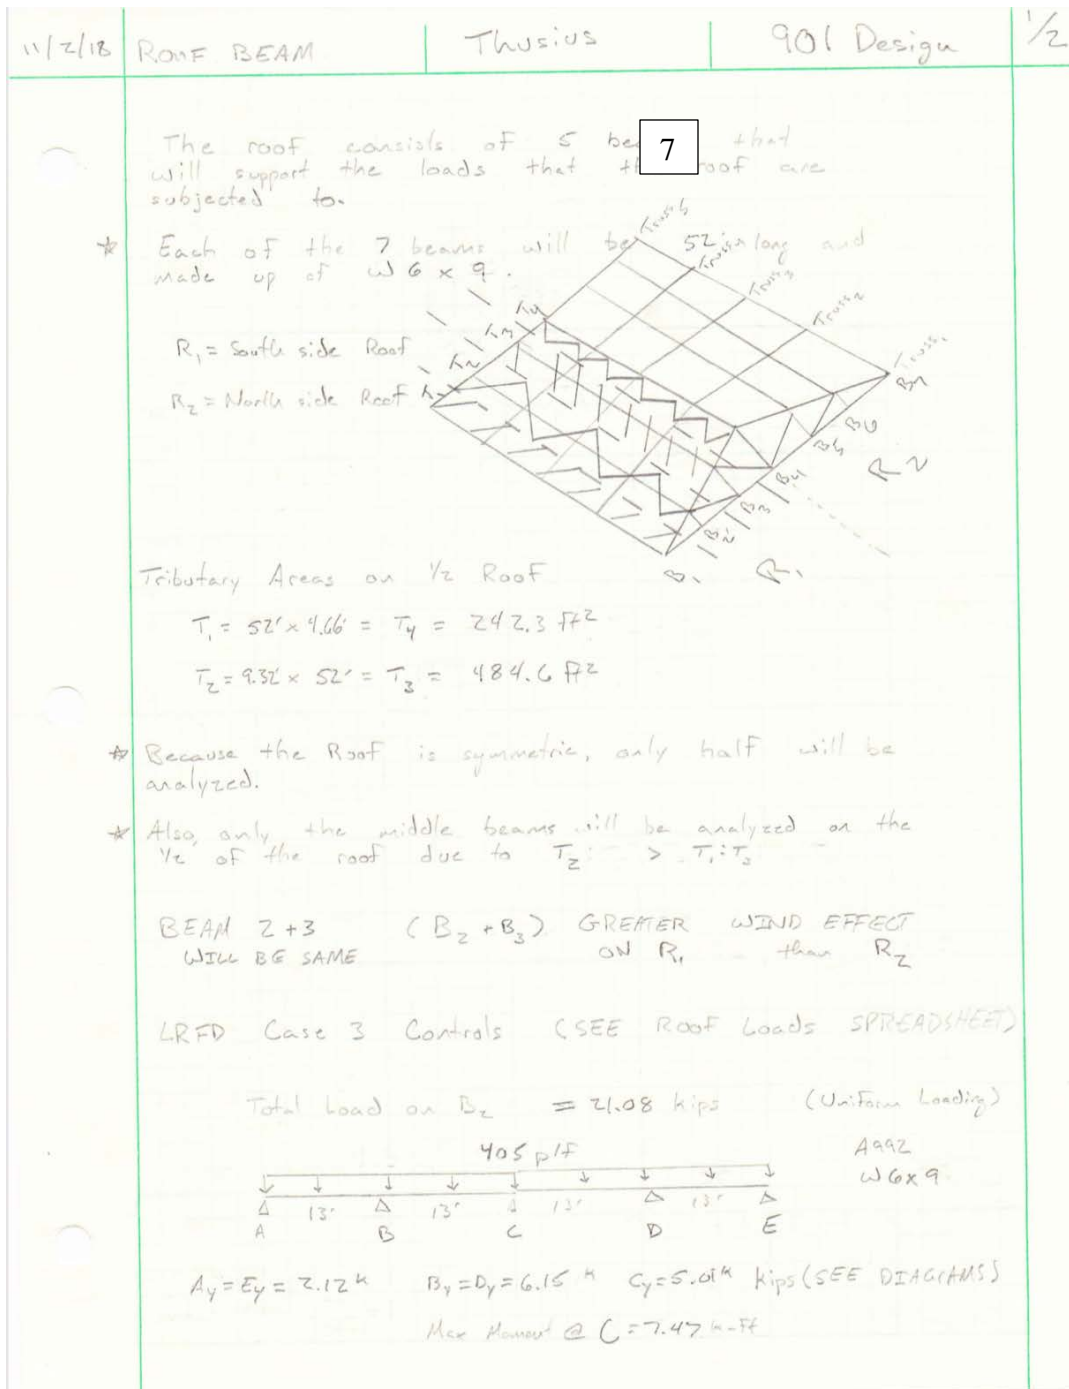 11/2/18 ROOF BEAM Thusius 901 Design 1/2
The roof consists of 5 be 7 that
will support the loads that th roof are
subjected to.
* Each of the 7 beams will be 52' long and
made up of W 6 x 9.
Truss 5
Truss 4
Truss 3
Truss 2
Truss 1
T4
T3
T2
T1
R1 = South side Roof
R2 = North side Roof
B7
B6
B5
B4
B3
B2
B1
R2
R1
Tributary Areas on 1/2 Roof
T1 = 52' x 4.66' = T4 = 242.3 ft2
T2 = 9.32' x 52' = T3 = 484.6 ft2
* Because the Roof is symmetric, only half will be
analyzed.
* Also, only the middle beams will be analyzed on the
1/2 of the roof due to T2 > T1
BEAM 2 + 3 (B2 + B3) GREATER WIND EFFECT
WILL BE SAME ON R1 than R2
LRFD Case 3 Controls (SEE Roof Loads SPREADSHEET)
Total Load on B2 = 21.08 kips (Uniform Loading)
405 plf
A992
W 6x9
13' 13' 13' 13'
A B C D E
Ay = Ey = 2.12 k By = Dy = 6.15 k Cy = 5.01 k kips (SEE DIAGRAMS)
Max Moment @ C = 7.47 k-ft